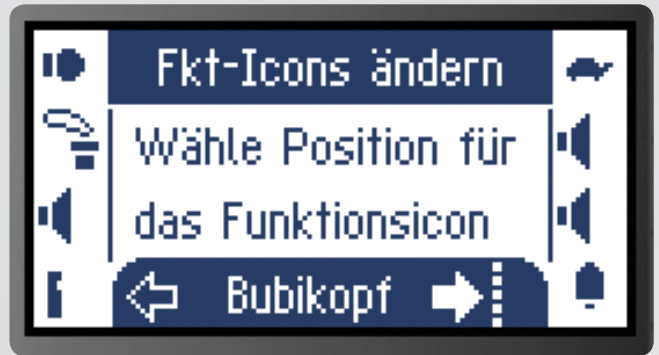 Fkt-Icons ändern
Wähle Position für
das Funktionsicon
Bubikopf